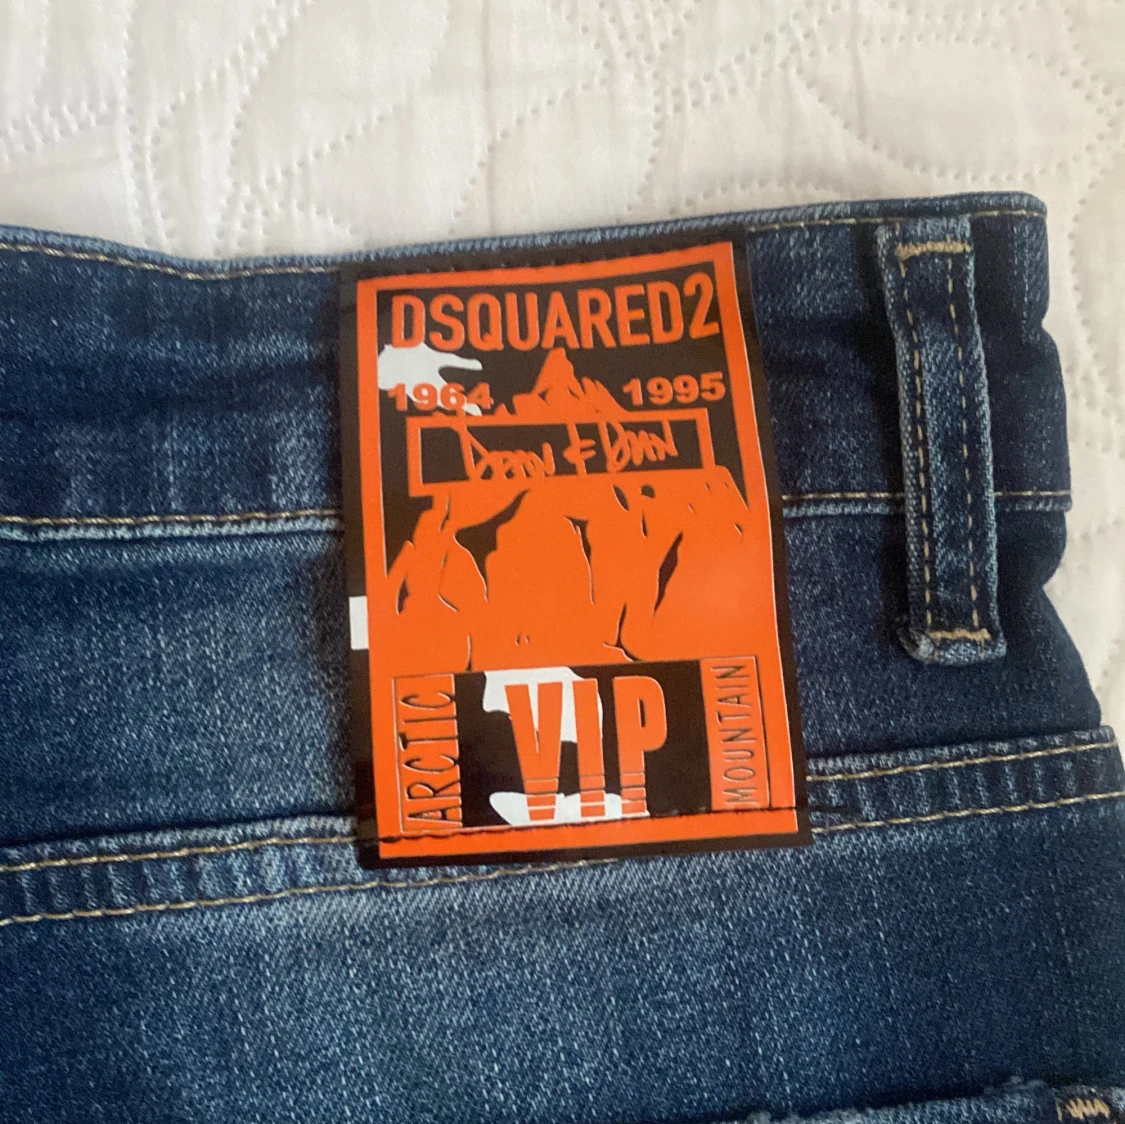 DSQUARED2
1964 1995
Dean & Dan
ARCTIC
VIP
MOUNTAIN